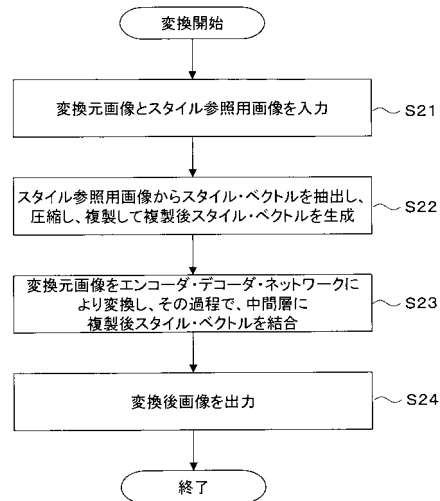 変換開始
変換元画像とスタイル参照用画像を入力
S21
スタイル参照用画像からスタイル・ベクトルを抽出し、
圧縮し、複製して複製後スタイル・ベクトルを生成
S22
変換元画像をエンコーダ・デコーダ・ネットワークに
より変換し、その過程で、中間層に
複製後スタイル・ベクトルを結合
S23
変換後画像を出力
S24
終了